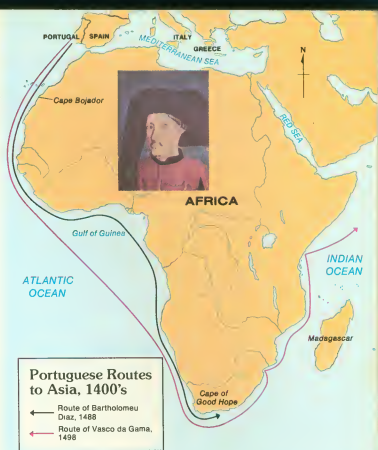 PORTUGAL
SPAIN
ITALY
GREECE
MEDITERRANEAN SEA
N
Cape Bojador
RED SEA
AFRICA
Gulf of Guinea
INDIAN
OCEAN
ATLANTIC
OCEAN
Madagascar
Cape of
Good Hope
Portuguese Routes
to Asia, 1400's
Route of Bartholomeu
Diaz, 1488
Route of Vasco da Gama,
1498